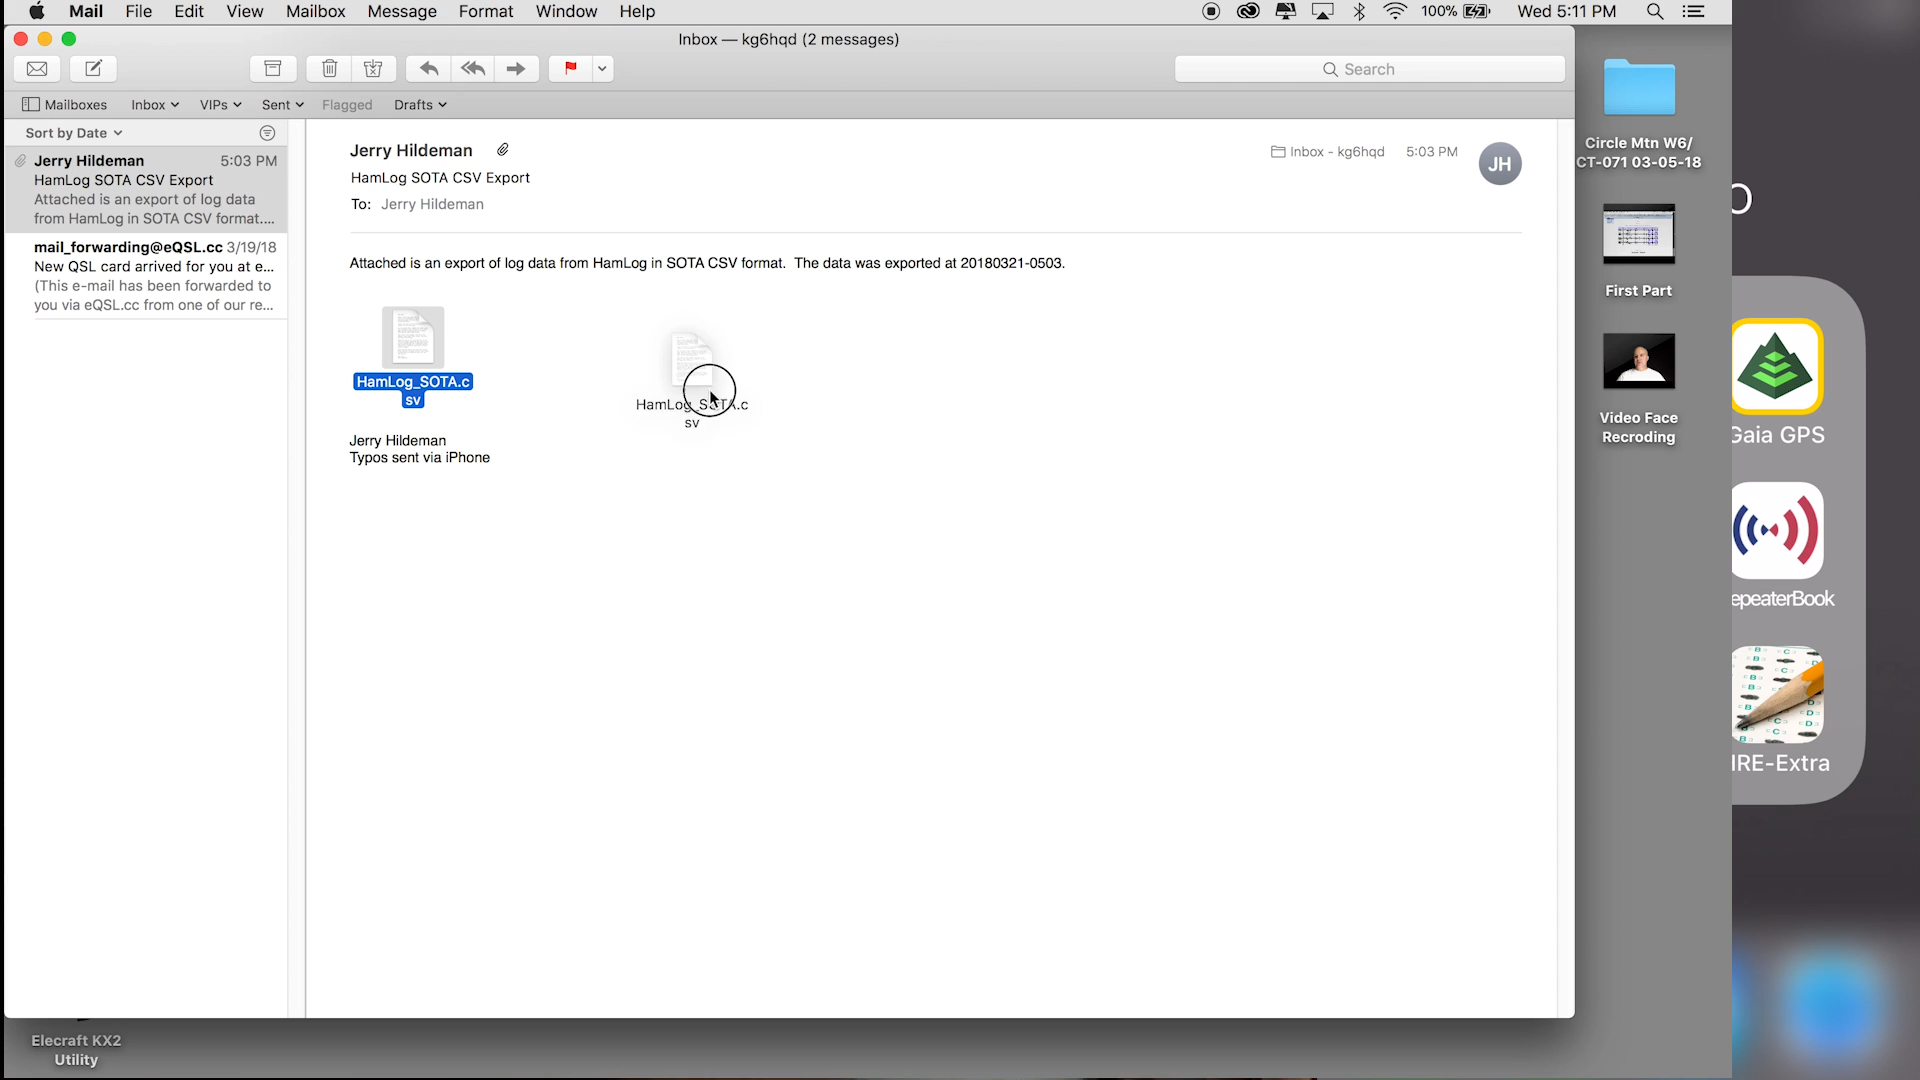 Mail File Edit View Mailbox Message Format Window Help 100% Wed 5:11 PM
Inbox — kg6hqd (2 messages)
Search
Mailboxes Inbox VIPs Sent Flagged Drafts
Sort by Date
Jerry Hildeman 5:03 PM
HamLog SOTA CSV Export
Attached is an export of log data
from HamLog in SOTA CSV format....
mail_forwarding@eQSL.cc 3/19/18
New QSL card arrived for you at e...
(This e-mail has been forwarded to
you via eQSL.cc from one of our re...
Jerry Hildeman Inbox - kg6hqd 5:03 PM JH
HamLog SOTA CSV Export
To: Jerry Hildeman
Attached is an export of log data from HamLog in SOTA CSV format. The data was exported at 20180321-0503.
HamLog_SOTA.c
sv
HamLog_SOTA.c
sv
Jerry Hildeman
Typos sent via iPhone
Circle Mtn W6/
CT-071 03-05-18
First Part
Video Face
Recroding
Elecraft KX2
Utility
Gaia GPS
epeaterBook
IRE-Extra